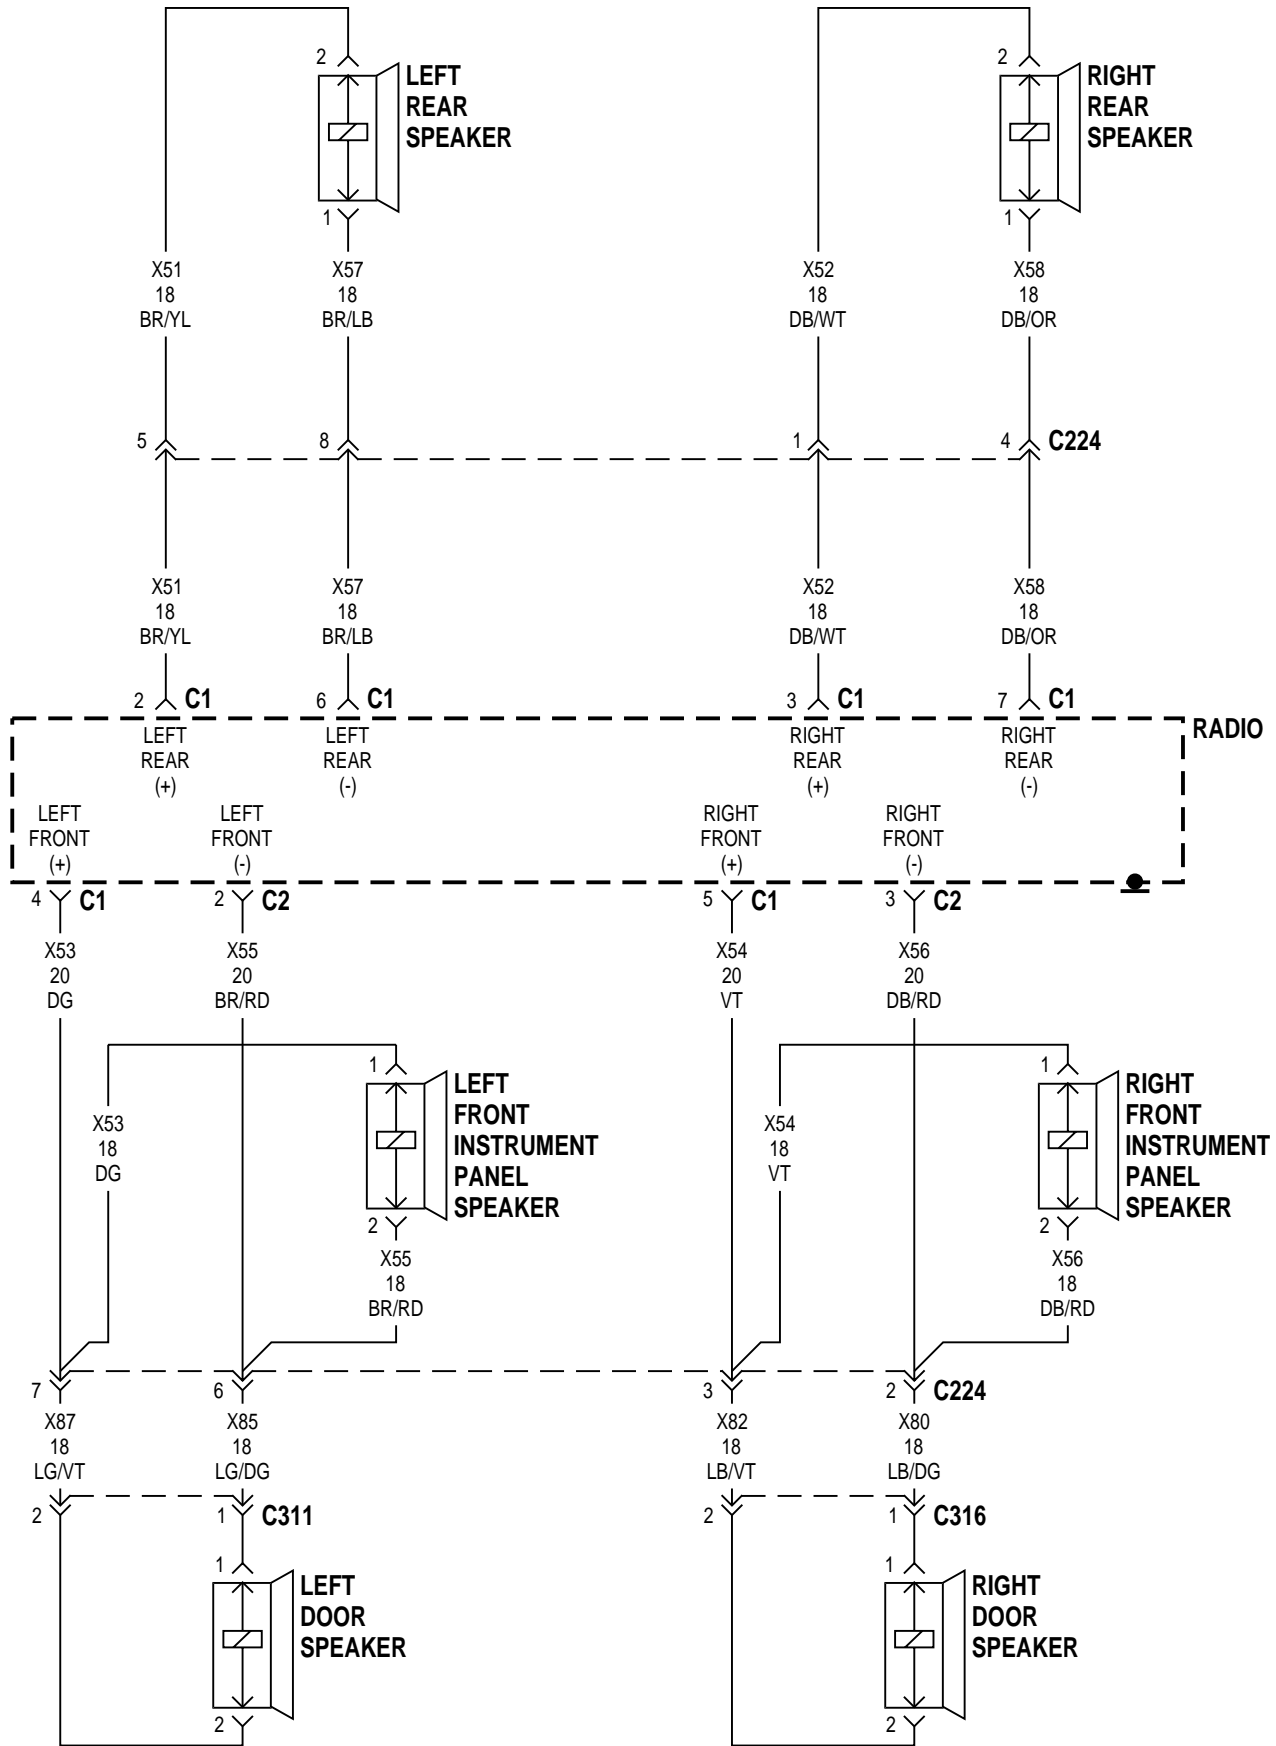 2
LEFT
REAR
SPEAKER
1
2
RIGHT
REAR
SPEAKER
1
X51
18
BR/YL
X57
18
BR/LB
X52
18
DB/WT
X58
18
DB/OR
5
8
1
4
C224
X51
18
BR/YL
X57
18
BR/LB
X52
18
DB/WT
X58
18
DB/OR
2 C1
6 C1
3 C1
7 C1
RADIO
LEFT
REAR
(+)
LEFT
REAR
(-)
RIGHT
REAR
(+)
RIGHT
REAR
(-)
LEFT
FRONT
(+)
LEFT
FRONT
(-)
RIGHT
FRONT
(+)
RIGHT
FRONT
(-)
4 C1
2 C2
5 C1
3 C2
X53
20
DG
X55
20
BR/RD
X54
20
VT
X56
20
DB/RD
X53
18
DG
1
LEFT
FRONT
INSTRUMENT
PANEL
SPEAKER
2
X55
18
BR/RD
X54
18
VT
1
RIGHT
FRONT
INSTRUMENT
PANEL
SPEAKER
2
X56
18
DB/RD
7
6
3
2
C224
X87
18
LG/VT
X85
18
LG/DG
X82
18
LB/VT
X80
18
LB/DG
2
1
C311
2
1
C316
1
LEFT
DOOR
SPEAKER
2
1
RIGHT
DOOR
SPEAKER
2